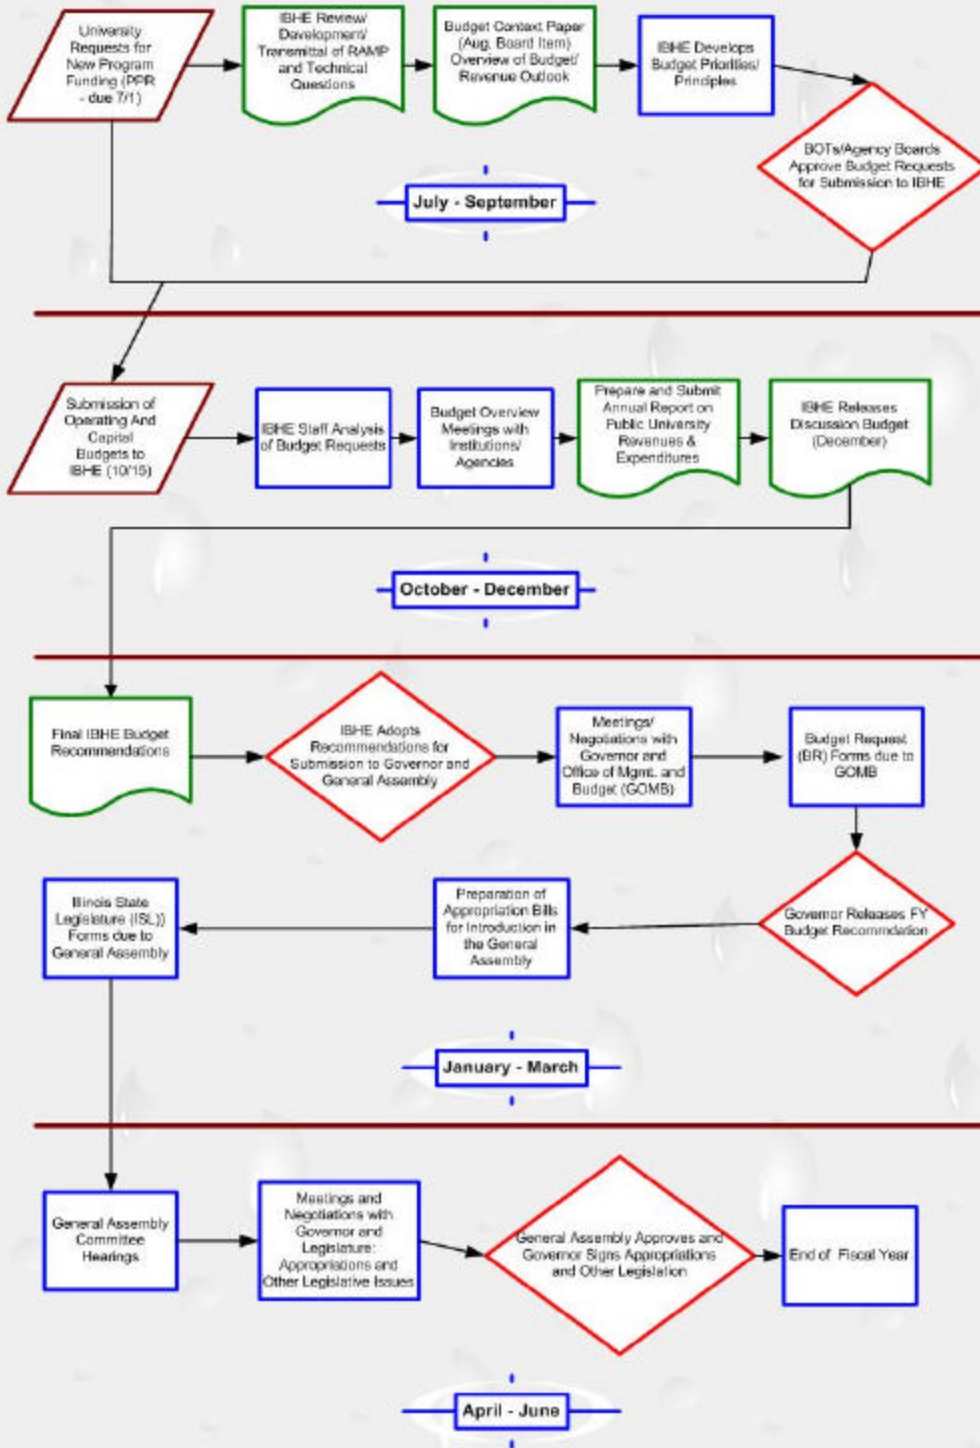 University
Requests for
New Program
Funding (PPR
- due 7/1)
IBHE Review/
Development/
Transmittal of RAMP
and Technical
Questions
Budget Context Paper
(Aug. Board Item)
Overview of Budget/
Revenue Outlook
IBHE Develops
Budget Priorities/
Principles
BOTs/Agency Boards
Approve Budget Requests
for Submission to IBHE
July - September
Submission of
Operating And
Capital
Budgets to
IBHE (10/15)
IBHE Staff Analysis
of Budget Requests
Budget Overview
Meetings with
Institutions/
Agencies
Prepare and Submit
Annual Report on
Public University
Revenues &
Expenditures
IBHE Releases
Discussion Budget
(December)
October - December
Final IBHE Budget
Recommendations
IBHE Adopts
Recommendations for
Submission to Governor and
General Assembly
Meetings/
Negotiations with
Governor and
Office of Mgmt. and
Budget (GOMB)
Budget Request
(BR) Forms due to
GOMB
Governor Releases FY
Budget Recommdation
Preparation of
Appropriation Bills
for Introduction in
the General
Assembly
Illinois State
Legislature (ISL))
Forms due to
General Assembly
January - March
General Assembly
Committee
Hearings
Meetings and
Negotiations with
Governor and
Legislature:
Appropriations and
Other Legislative Issues
General Assembly Approves and
Governor Signs Appropriations
and Other Legislation
End of Fiscal Year
April - June